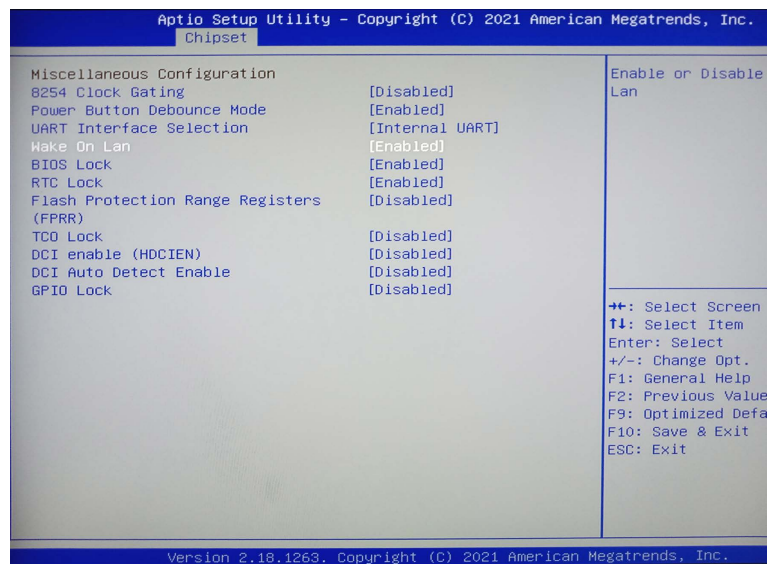 Aptio Setup Utility – Copyright (C) 2021 American Megatrends, Inc.
Chipset
Miscellaneous Configuration
8254 Clock Gating [Disabled]
Power Button Debounce Mode [Enabled]
UART Interface Selection [Internal UART]
Wake On Lan [Enabled]
BIOS Lock [Enabled]
RTC Lock [Enabled]
Flash Protection Range Registers [Disabled]
(FPRR)
TCO Lock [Disabled]
DCI enable (HDCIEN) [Disabled]
DCI Auto Detect Enable [Disabled]
GPIO Lock [Disabled]
Enable or Disable
Lan
→←: Select Screen
↑↓: Select Item
Enter: Select
+/-: Change Opt.
F1: General Help
F2: Previous Value
F9: Optimized Defa
F10: Save & Exit
ESC: Exit
Version 2.18.1263. Copyright (C) 2021 American Megatrends, Inc.